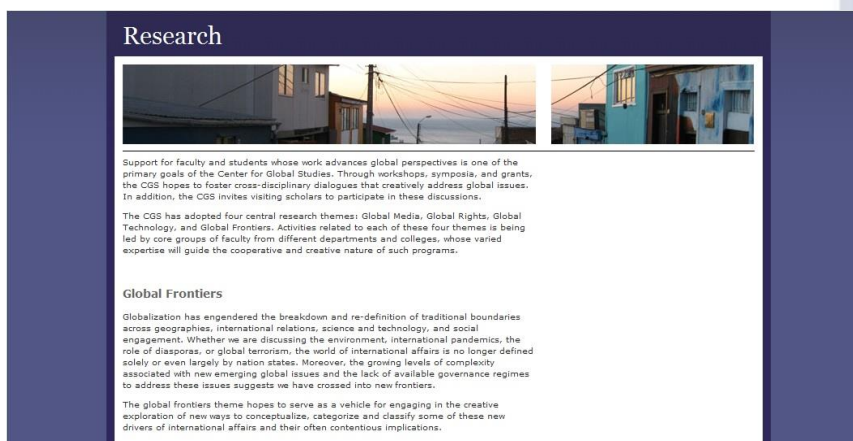 Research
Support for faculty and students whose work advances global perspectives is one of the
primary goals of the Center for Global Studies. Through workshops, symposia, and grants,
the CGS hopes to foster cross-disciplinary dialogues that creatively address global issues.
In addition, the CGS invites visiting scholars to participate in these discussions.
The CGS has adopted four central research themes: Global Media, Global Rights, Global
Technology, and Global Frontiers. Activities related to each of these four themes is being
led by core groups of faculty from different departments and colleges, whose varied
expertise will guide the cooperative and creative nature of such programs.
Global Frontiers
Globalization has engendered the breakdown and re-definition of traditional boundaries
across geographies, international relations, science and technology, and social
engagement. Whether we are discussing the environment, international pandemics, the
role of diasporas, or global terrorism, the world of international affairs is no longer defined
solely or even largely by nation states. Moreover, the growing levels of complexity
associated with new emerging global issues and the lack of available governance regimes
to address these issues suggests we have crossed into new frontiers.
The global frontiers theme hopes to serve as a vehicle for engaging in the creative
exploration of new ways to conceptualize, categorize and classify some of these new
drivers of international affairs and their often contentious implications.